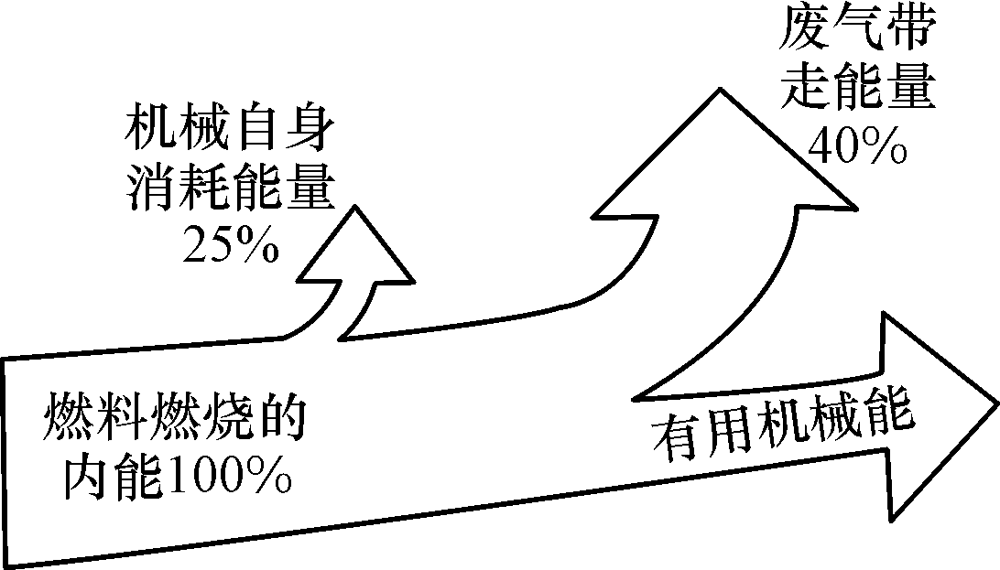 机械自身
消耗能量
25%
废气带
走能量
40%
燃料燃烧的
内能100%
有用机械能